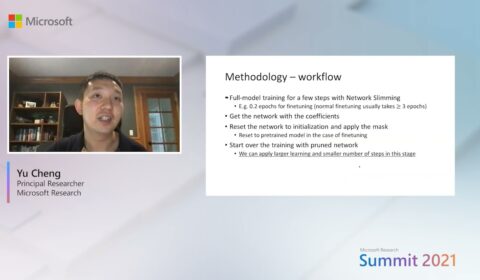 Microsoft
Methodology – workflow
•Full-model training for a few steps with Network Slimming
• E.g. 0.2 epochs for finetuning (normal finetuning usually takes ≥ 3 epochs)
• Get the network with the coefficients
• Reset the network to initialization and apply the mask
• Reset to pretrained model in the case of finetuning
• Start over the training with pruned network
• We can apply larger learning and smaller number of steps in this stage
Yu Cheng
Principal Researcher
Microsoft Research
Microsoft Research
Summit 2021